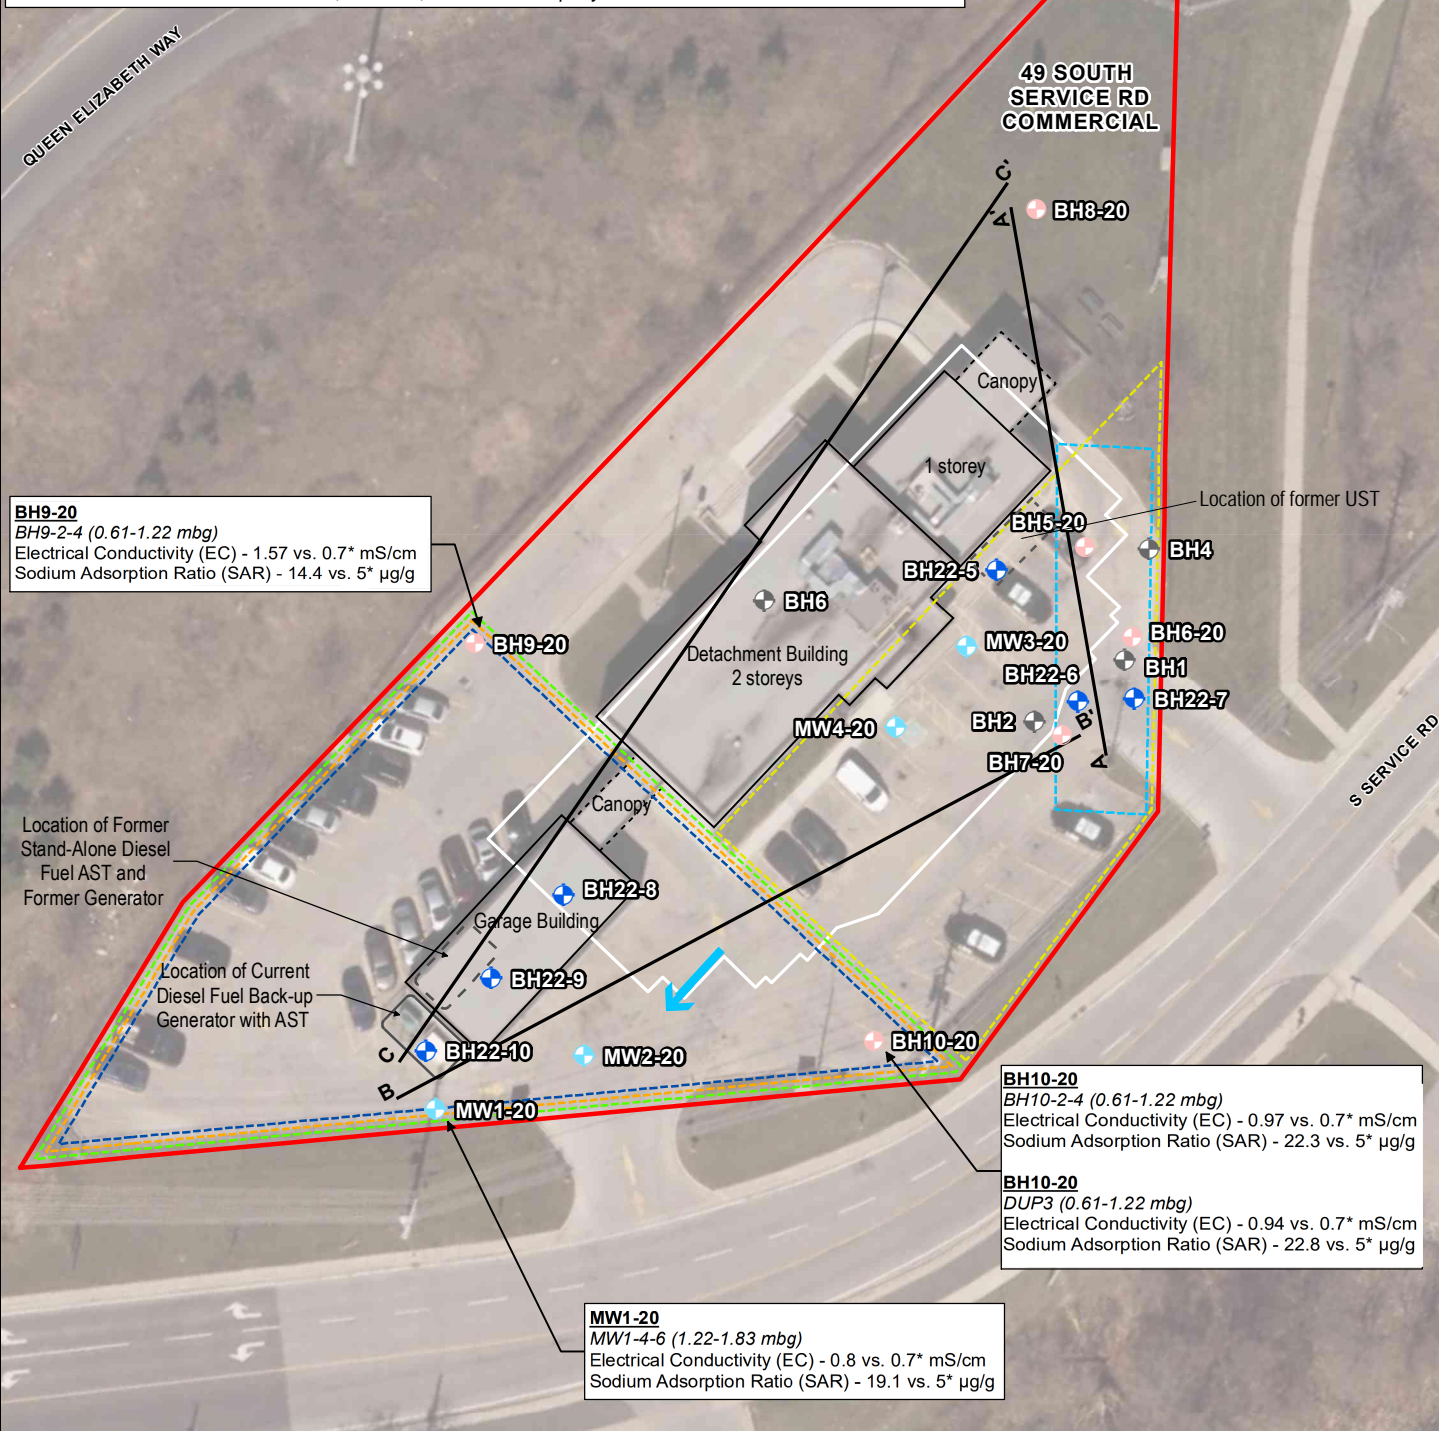 QUEEN ELIZABETH WAY
49 SOUTH
SERVICE RD
COMMERCIAL
C'
A'
BH8-20
Canopy
1 storey
Location of former UST
BH5-20
BH4
BH22-5
BH6
BH9-20
BH9-2-4 (0.61-1.22 mbg)
Electrical Conductivity (EC) - 1.57 vs. 0.7* mS/cm
Sodium Adsorption Ratio (SAR) - 14.4 vs. 5* µg/g
BH9-20
MW3-20
BH6-20
BH1
Detachment Building
2 storeys
BH22-6
BH22-7
MW4-20
BH2
B'
BH7-20
A
S SERVICE RD
Canopy
Location of Former
Stand-Alone Diesel
Fuel AST and
Former Generator
BH22-8
Garage Building
BH22-9
Location of Current
Diesel Fuel Back-up
Generator with AST
C
BH22-10
MW2-20
BH10-20
B
MW1-20
BH10-20
BH10-2-4 (0.61-1.22 mbg)
Electrical Conductivity (EC) - 0.97 vs. 0.7* mS/cm
Sodium Adsorption Ratio (SAR) - 22.3 vs. 5* µg/g
BH10-20
DUP3 (0.61-1.22 mbg)
Electrical Conductivity (EC) - 0.94 vs. 0.7* mS/cm
Sodium Adsorption Ratio (SAR) - 22.8 vs. 5* µg/g
MW1-20
MW1-4-6 (1.22-1.83 mbg)
Electrical Conductivity (EC) - 0.8 vs. 0.7* mS/cm
Sodium Adsorption Ratio (SAR) - 19.1 vs. 5* µg/g